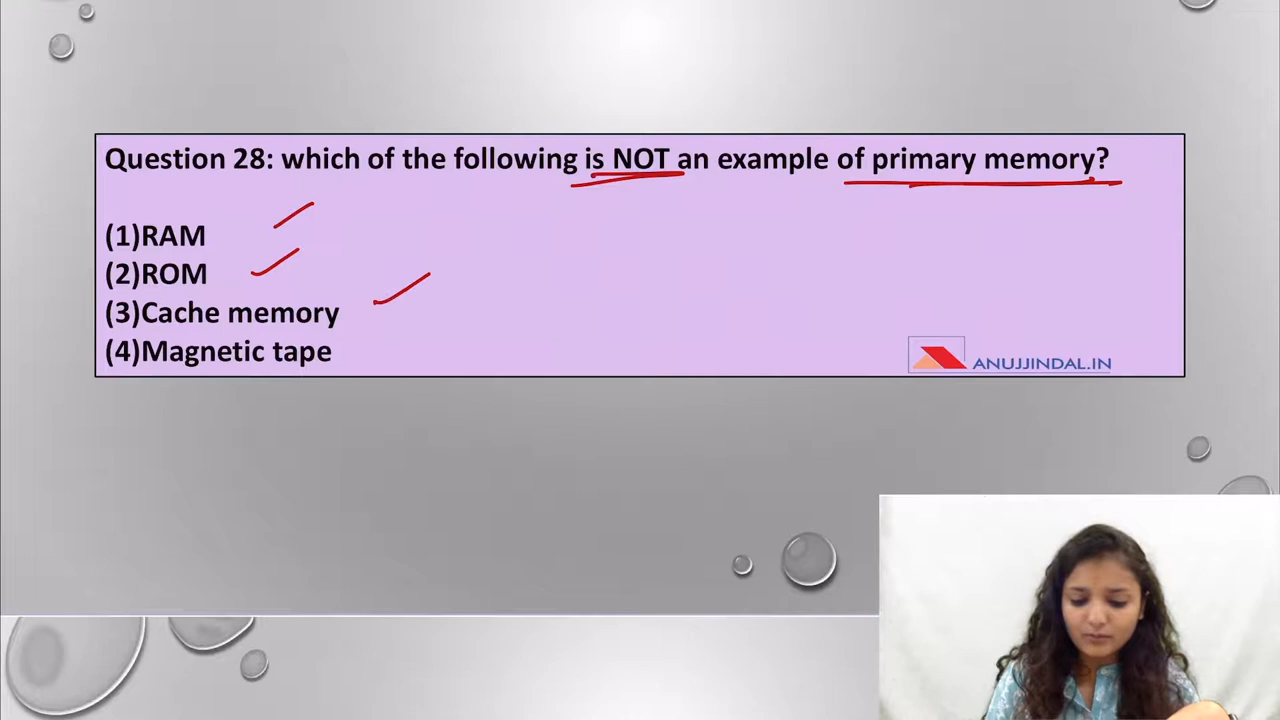 Question 28: which of the following is NOT an example of primary memory?
(1)RAM
(2)ROM
(3)Cache memory
(4)Magnetic tape
ANUJJINDAL.IN